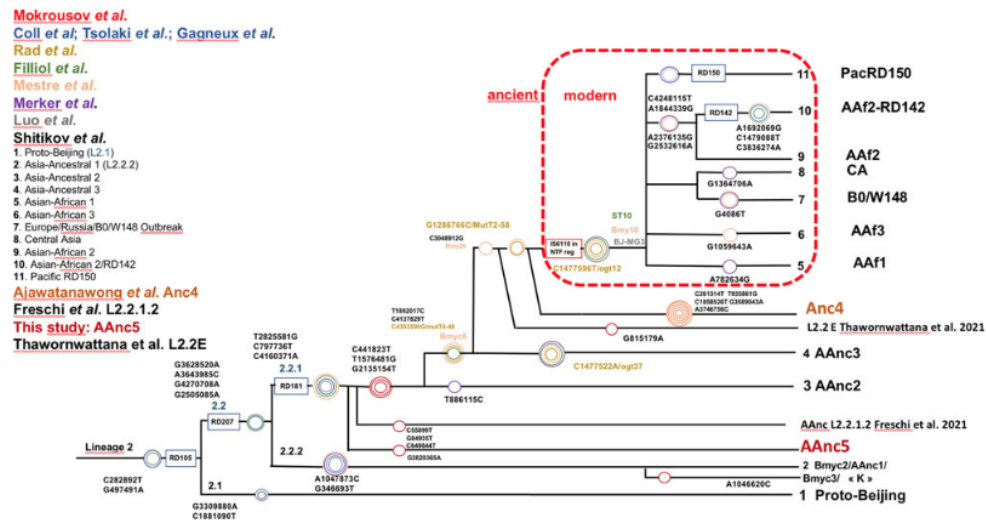 Mokrousov et al.
Coll et al; Tsolaki et al.; Gagneux et al.
Rad et al.
Filliol et al.
Mestre et al.
Merker et al.
Luo et al.
Shitikov et al.
1. Proto-Beijing (L2.1)
2. Asia-Ancestral 1 (L2.2.2)
3. Asia-Ancestral 2
4. Asia-Ancestral 3
5. Asian-African 1
6. Asian-African 3
7. Europe/Russia/B0/W148 Outbreak
8. Central Asia
9. Asian-African 2
10. Asian-African 2/RD142
11. Pacific RD150
Ajawatanawong et al. Anc4
Freschi et al. L2.2.1.2
This study: AAnc5
Thawornwattana et al. L2.2E
ancient
modern
RD150
11 PacRD150
C4248115T
A1844339G
RD142
10 AAf2-RD142
A1692069G
C1479088T
C3836274A
A2376135G
G2532616A
9 AAf2
8 CA
G1364706A
7 B0/W148
G4086T
6 AAf3
G1059643A
5 AAf1
A782634G
ST10
Bmy10
BJ-MG3
IS6110 in
NTF reg
C1477596T/ogt12
G1286766C/MutT2-58
C3048912G
Bmy26
C261314T T935861G
C1858526T G3589043A
A3746756C
Anc4
L2.2 E Thawornwattana et al. 2021
G815179A
T1892017C
C4137829T
Bmyc6
4 AAnc3
C1477522A/ogt37
C441823T
T1576481G
G2135154T
3 AAnc2
T886115C
T2825581G
C797736T
C4160371A
2.2.1
RD181
AAnc L2.2.1.2 Freschi et al. 2021
C649844T
G3820365A
AAnc5
G3628520A
A3643985C
G4270708A
G2505085A
2.2
RD207
2.2.2
2 Bmyc2/AAnc1/
Bmyc3/ « K »
A1047873C
G346693T
A1046620C
Lineage 2
RD105
C282892T
G497491A
2.1
1 Proto-Beijing
G3309880A
C1881090T